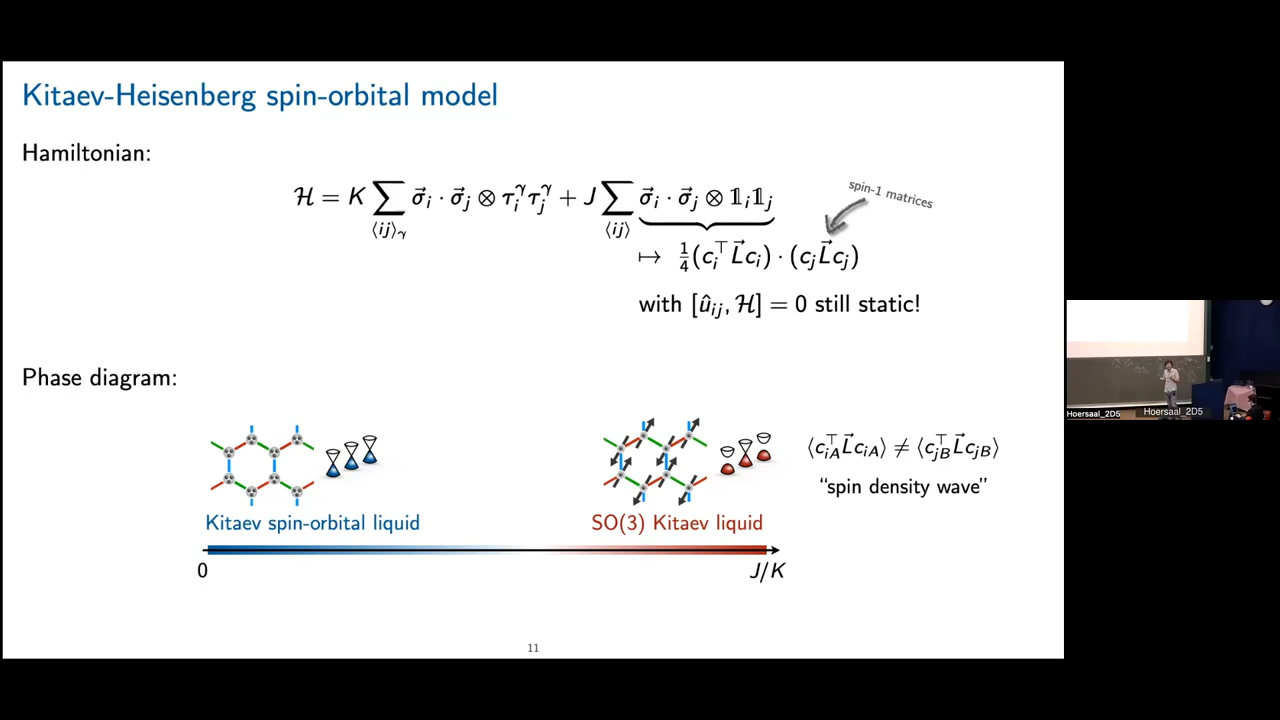 Kitaev-Heisenberg spin-orbital model
Hamiltonian:
ℋ = K ∑⟨ij⟩γ σ⃗ᵢ · σ⃗ⱼ ⊗ τᵢ^γ τⱼ^γ + J ∑⟨ij⟩ σ⃗ᵢ · σ⃗ⱼ ⊗ 𝟙ᵢ𝟙ⱼ
spin-1 matrices
↦ ¼(cᵢ^⊤ L⃗cᵢ) · (cⱼL⃗cⱼ)
with [ûᵢⱼ, ℋ] = 0 still static!
Phase diagram:
⟨c_{iA}^⊤ L⃗c_{iA}⟩ ≠ ⟨c_{jB}^⊤ L⃗c_{jB}⟩
“spin density wave”
Kitaev spin-orbital liquid
SO(3) Kitaev liquid
0
J/K
11
Hoersaal_2D5
Hoersaal_2D5